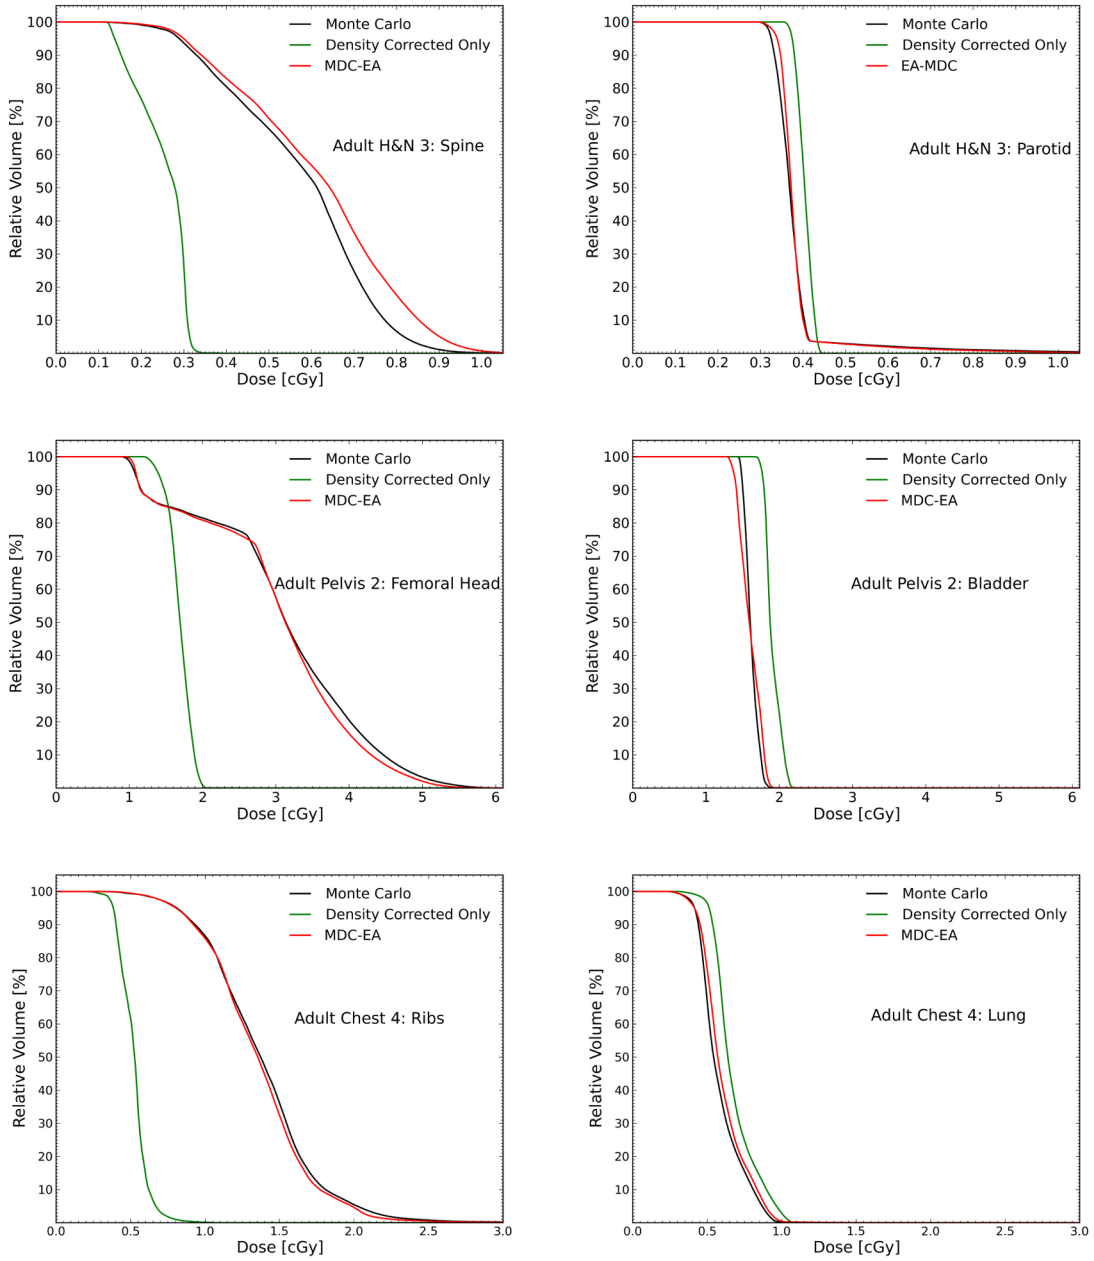 100
90
80
70
60
50
40
30
20
10
Relative Volume [%]
Monte Carlo
Density Corrected Only
MDC-EA
Adult H&N 3: Spine
0.0 0.1 0.2 0.3 0.4 0.5 0.6 0.7 0.8 0.9 1.0
Dose [cGy]
100
90
80
70
60
50
40
30
20
10
Relative Volume [%]
Monte Carlo
Density Corrected Only
EA-MDC
Adult H&N 3: Parotid
0.0 0.1 0.2 0.3 0.4 0.5 0.6 0.7 0.8 0.9 1.0
Dose [cGy]
100
90
80
70
60
50
40
30
20
10
Relative Volume [%]
Monte Carlo
Density Corrected Only
MDC-EA
Adult Pelvis 2: Femoral Head
0 1 2 3 4 5 6
Dose [cGy]
100
90
80
70
60
50
40
30
20
10
Relative Volume [%]
Monte Carlo
Density Corrected Only
MDC-EA
Adult Pelvis 2: Bladder
0 1 2 3 4 5 6
Dose [cGy]
100
90
80
70
60
50
40
30
20
10
Relative Volume [%]
Monte Carlo
Density Corrected Only
MDC-EA
Adult Chest 4: Ribs
0.5 1.0 1.5 2.0 2.5 3.0
Dose [cGy]
100
90
80
70
60
50
40
30
20
10
Relative Volume [%]
Monte Carlo
Density Corrected Only
MDC-EA
Adult Chest 4: Lung
0.0 0.5 1.0 1.5 2.0 2.5 3.0
Dose [cGy]